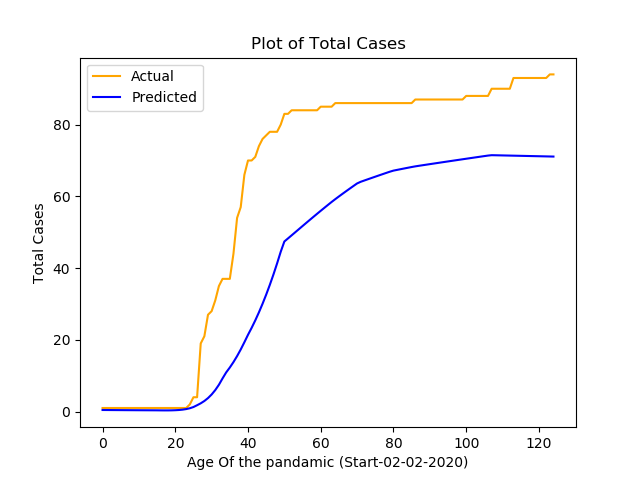 Plot of Total Cases
Actual
Predicted
Total Cases
80
60
40
20
0
0 20 40 60 80 100 120
Age Of the pandamic (Start-02-02-2020)